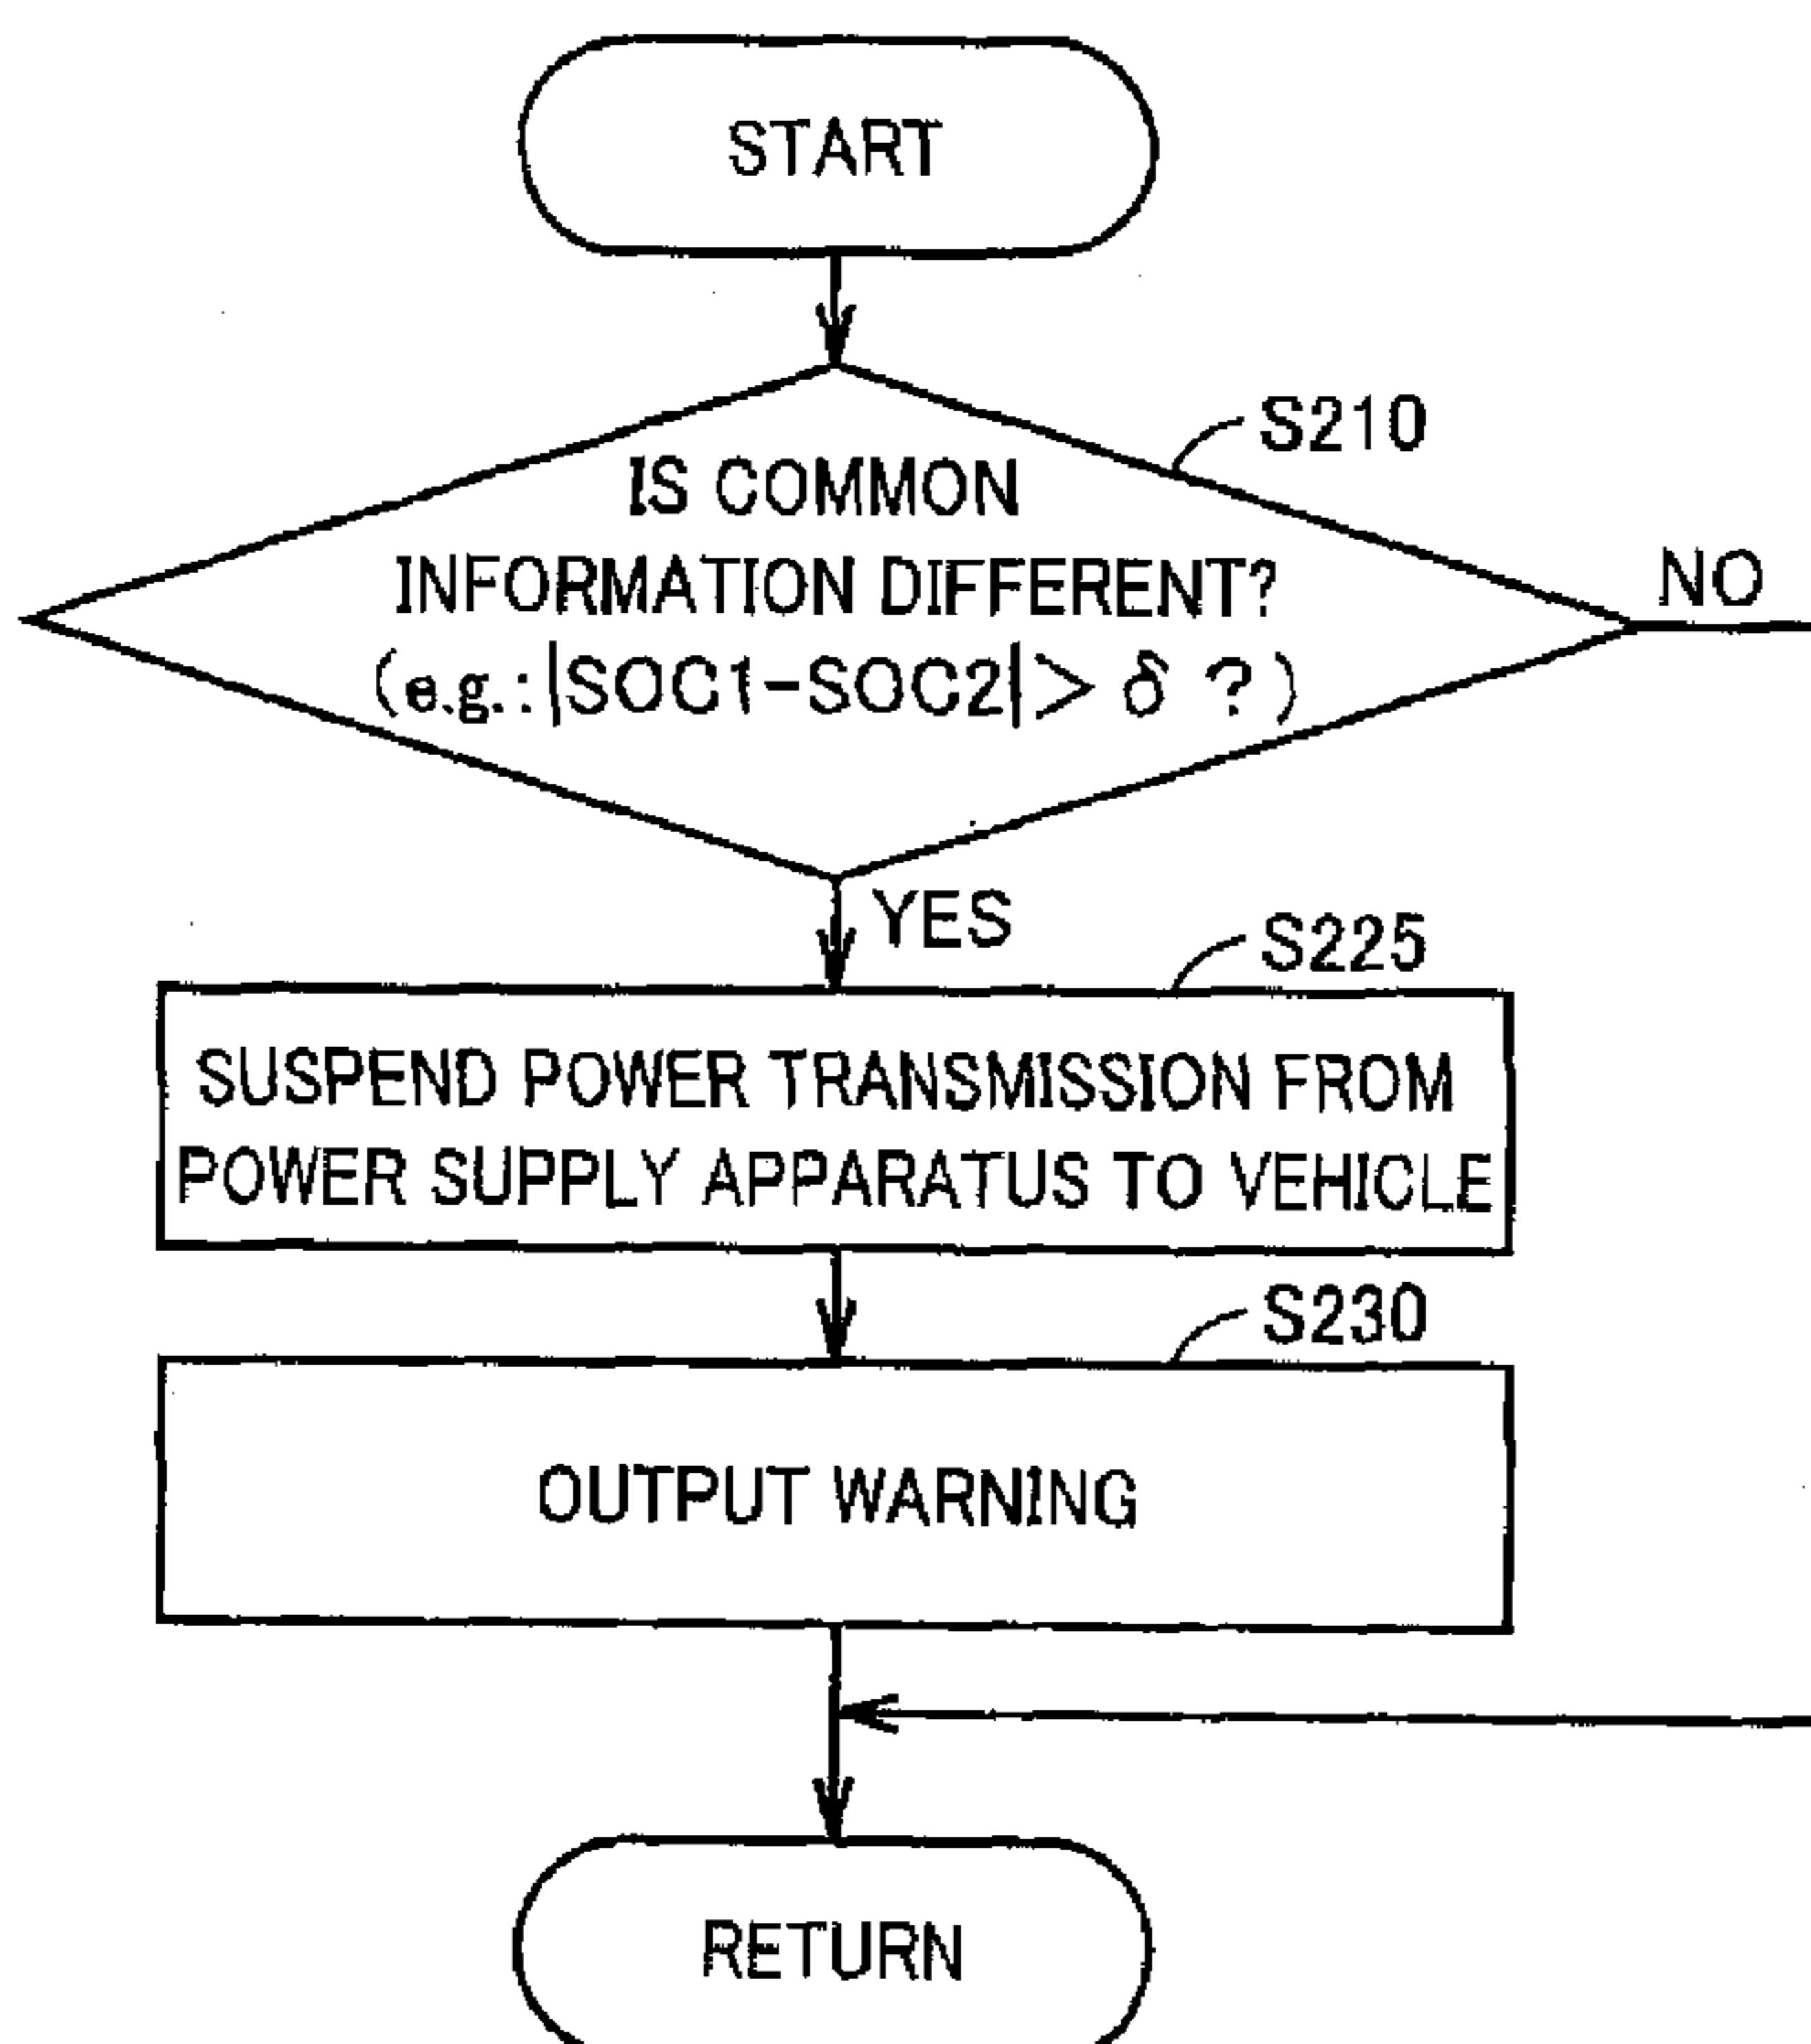 START
S210
IS COMMON
INFORMATION DIFFERENT?
(e.g.:|SOC1-SOC2|> δ ?)
NO
YES
S225
SUSPEND POWER TRANSMISSION FROM
POWER SUPPLY APPARATUS TO VEHICLE
S230
OUTPUT WARNING
RETURN